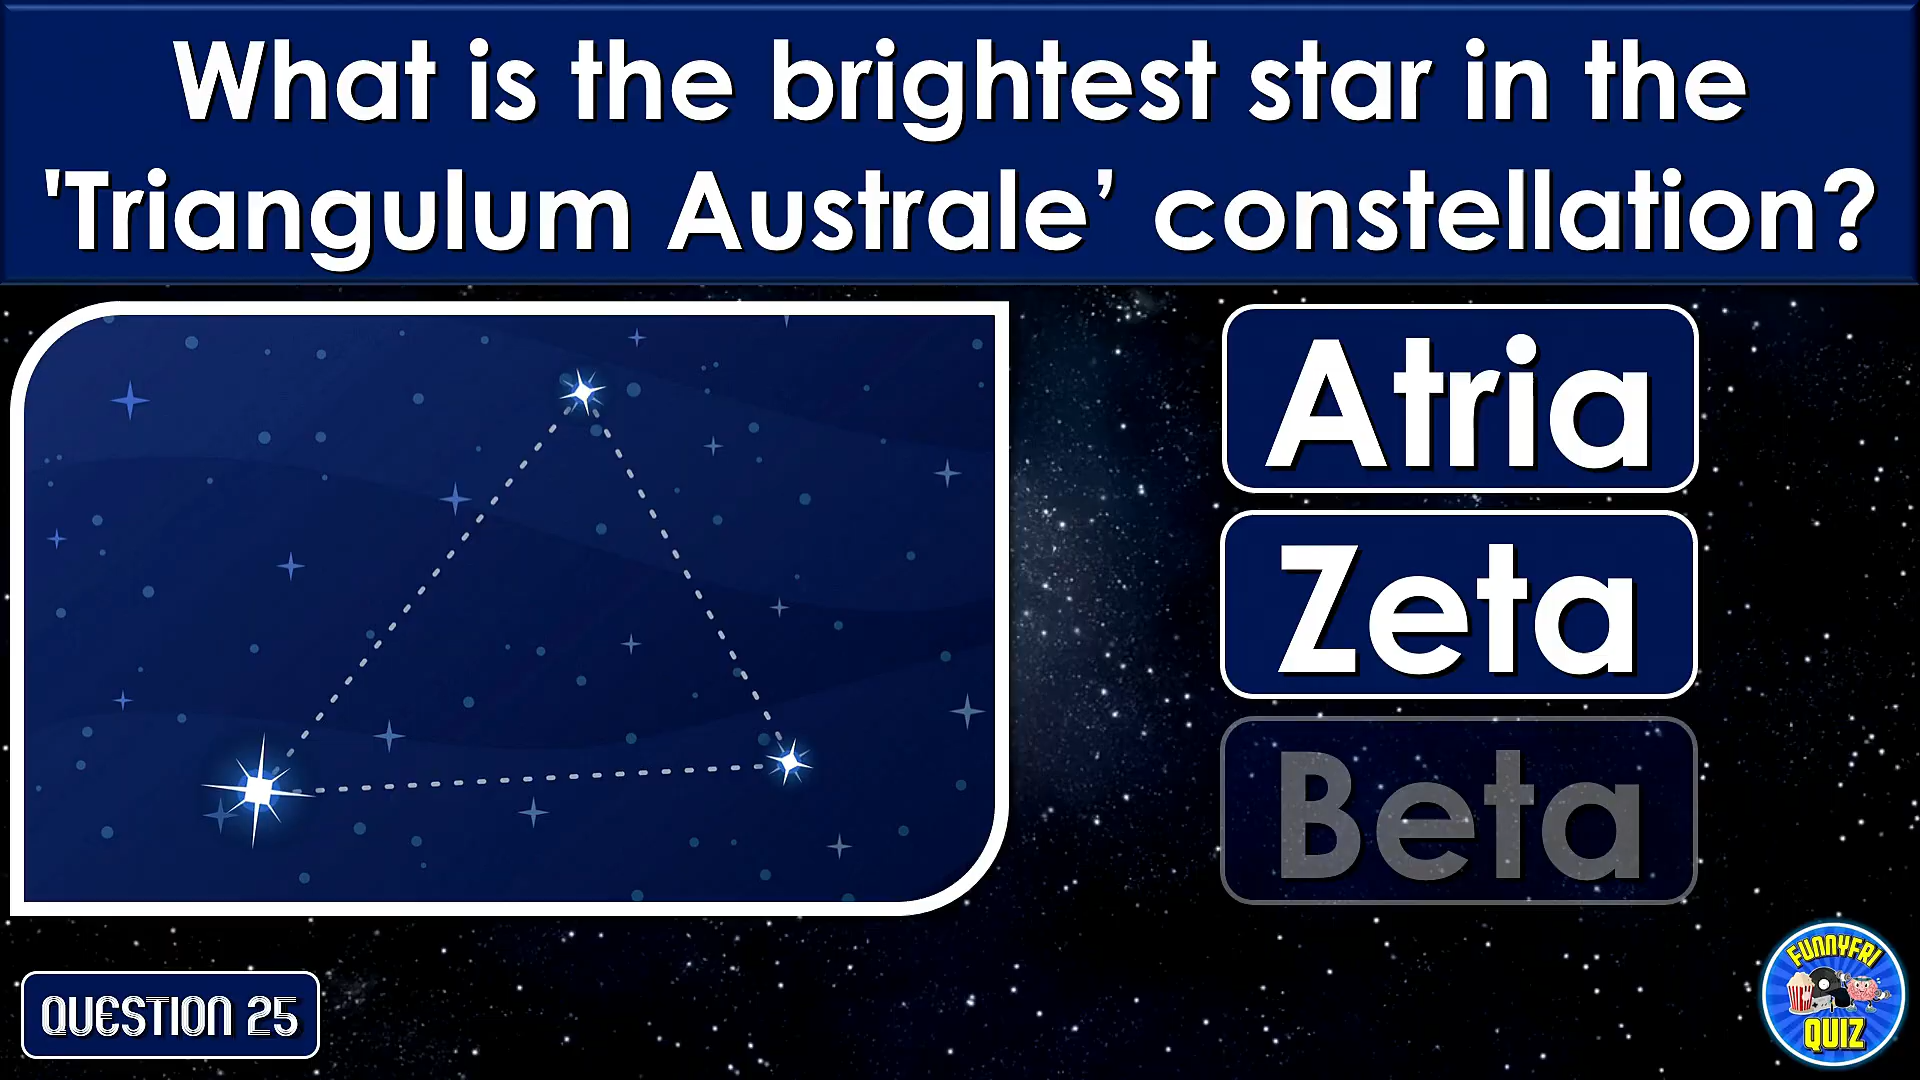 What is the brightest star in the
'Triangulum Australe’ constellation?
Atria
Zeta
Beta
QUESTION 25
FUNNYFRI
QUIZ